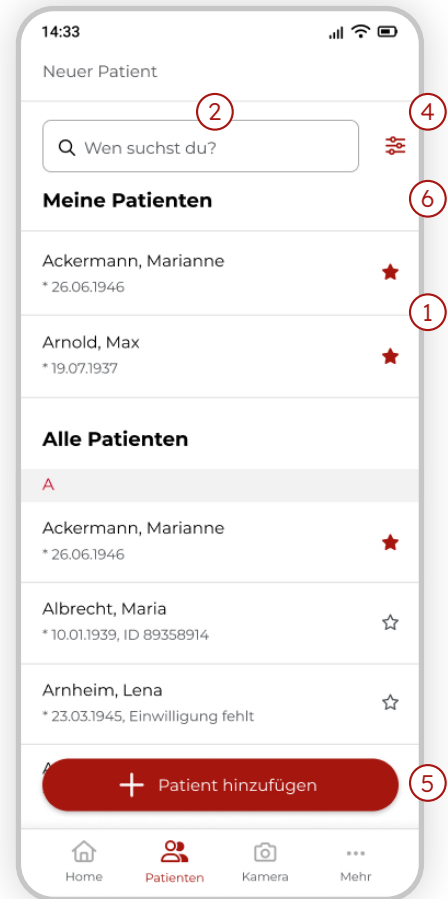 14:33
Neuer Patient
2
4
Wen suchst du?
Meine Patienten
6
Ackermann, Marianne
* 26.06.1946
1
Arnold, Max
* 19.07.1937
Alle Patienten
A
Ackermann, Marianne
* 26.06.1946
Albrecht, Maria
* 10.01.1939, ID 89358914
Arnheim, Lena
* 23.03.1945, Einwilligung fehlt
Patient hinzufügen
5
Home Patienten Kamera Mehr